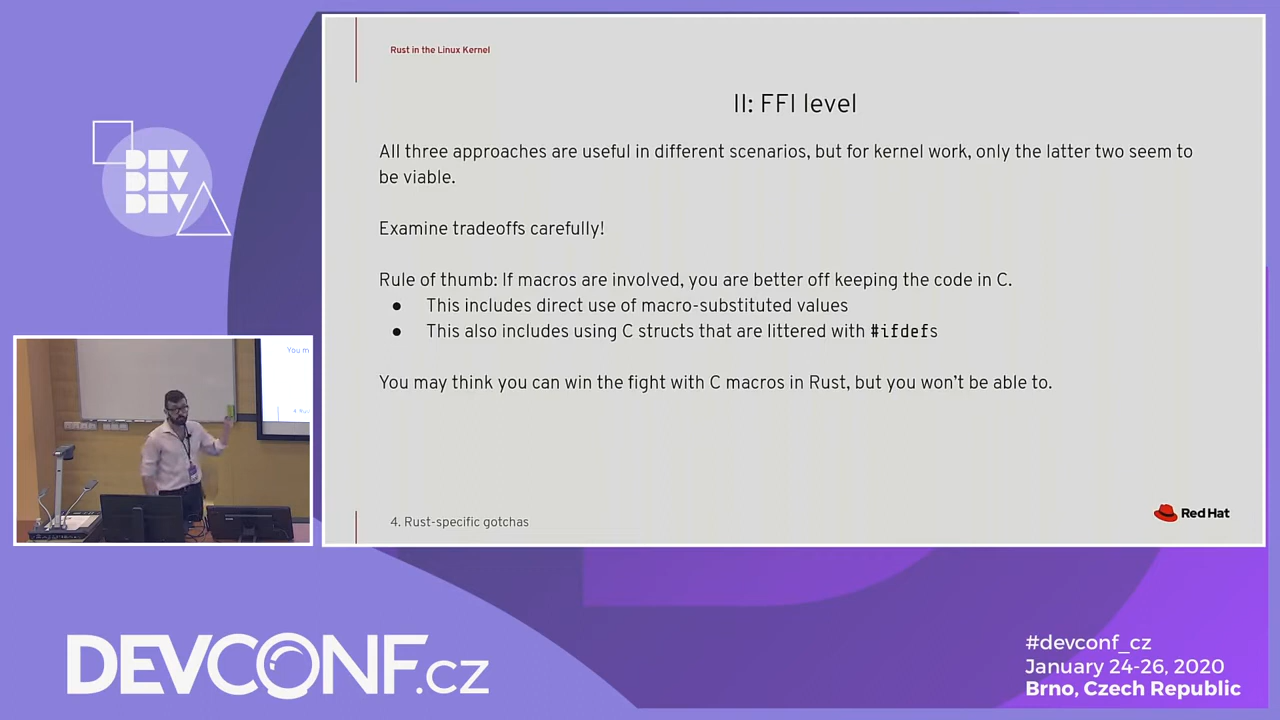 Rust in the Linux Kernel
II: FFI level
All three approaches are useful in different scenarios, but for kernel work, only the latter two seem to
be viable.
Examine tradeoffs carefully!
Rule of thumb: If macros are involved, you are better off keeping the code in C.
● This includes direct use of macro-substituted values
● This also includes using C structs that are littered with #ifdefs
You may think you can win the fight with C macros in Rust, but you won't be able to.
4. Rust-specific gotchas
Red Hat
DEV
DEV
DEV
You m
DEVCONF.cz
#devconf_cz
January 24-26, 2020
Brno, Czech Republic